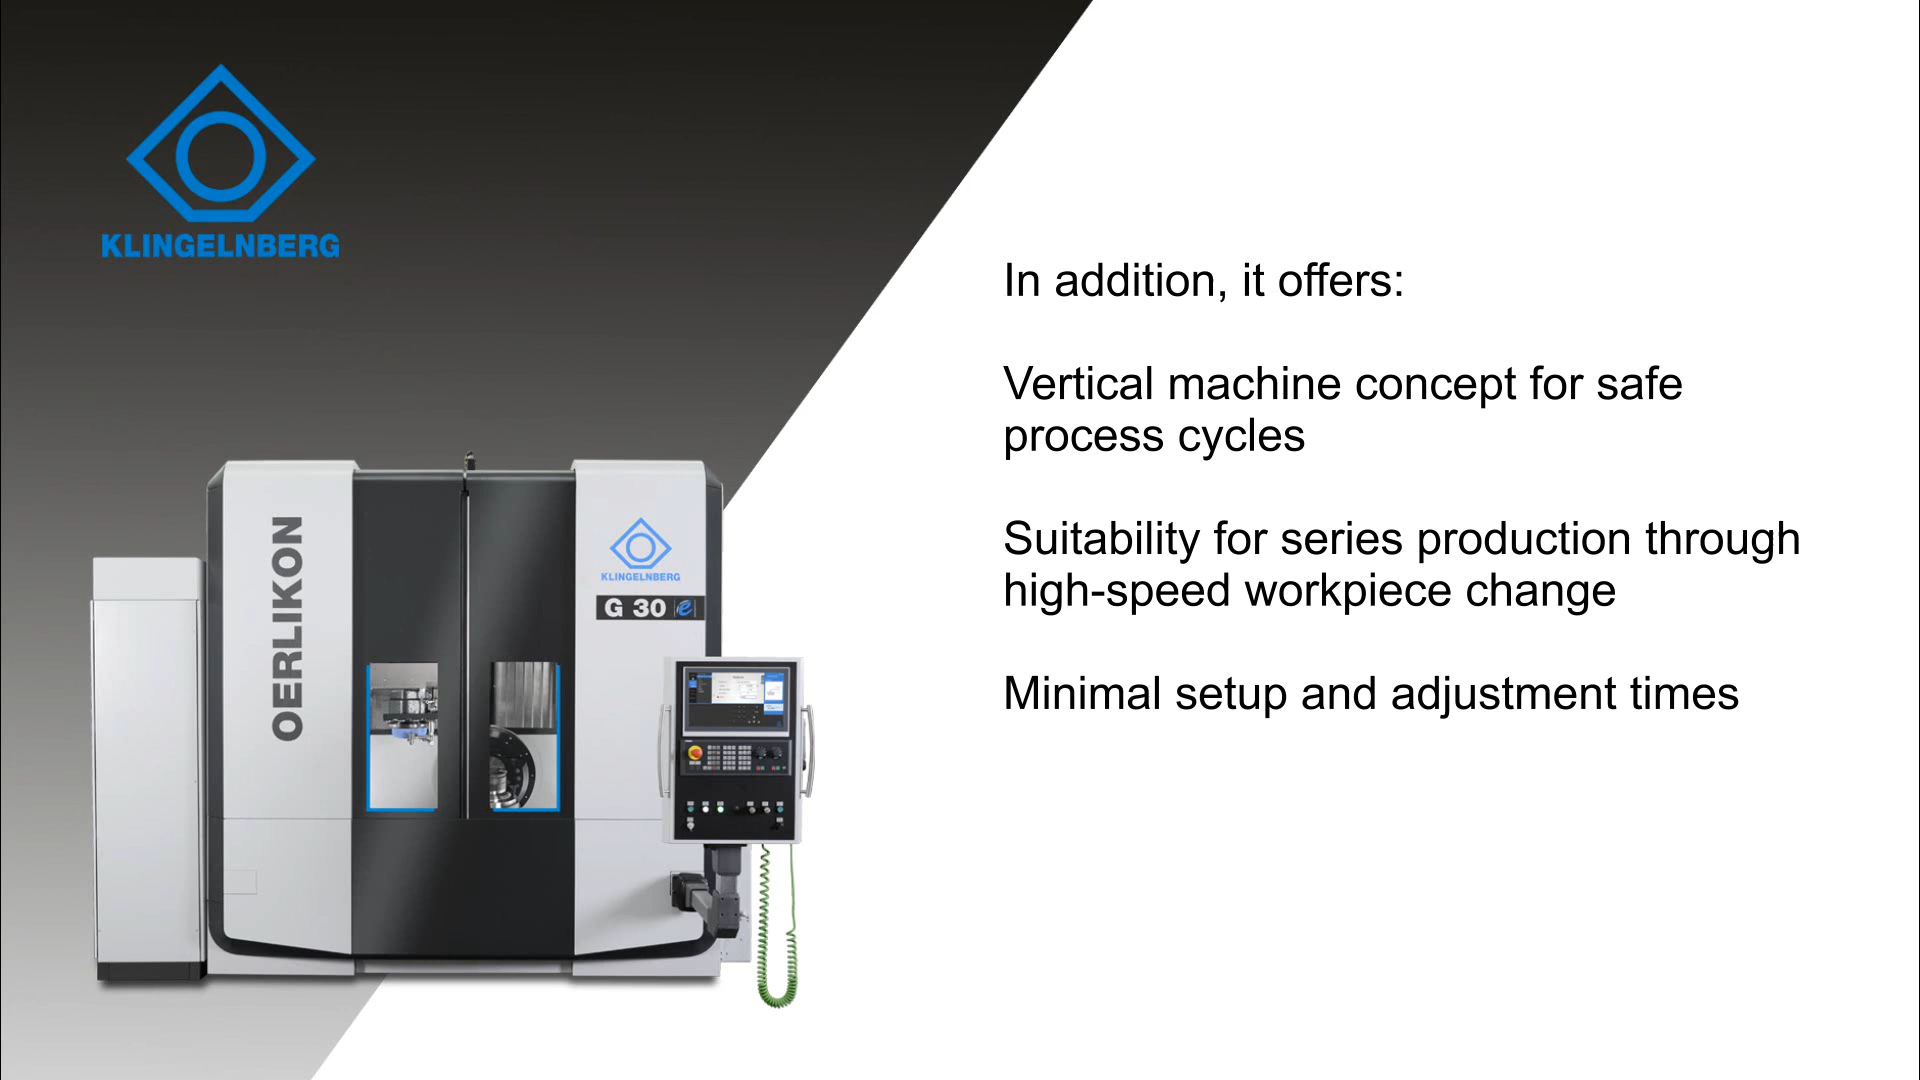 KLINGELNBERG
In addition, it offers:
Vertical machine concept for safe
process cycles
Suitability for series production through
high-speed workpiece change
Minimal setup and adjustment times
OERLIKON
KLINGELNBERG
G 30 e